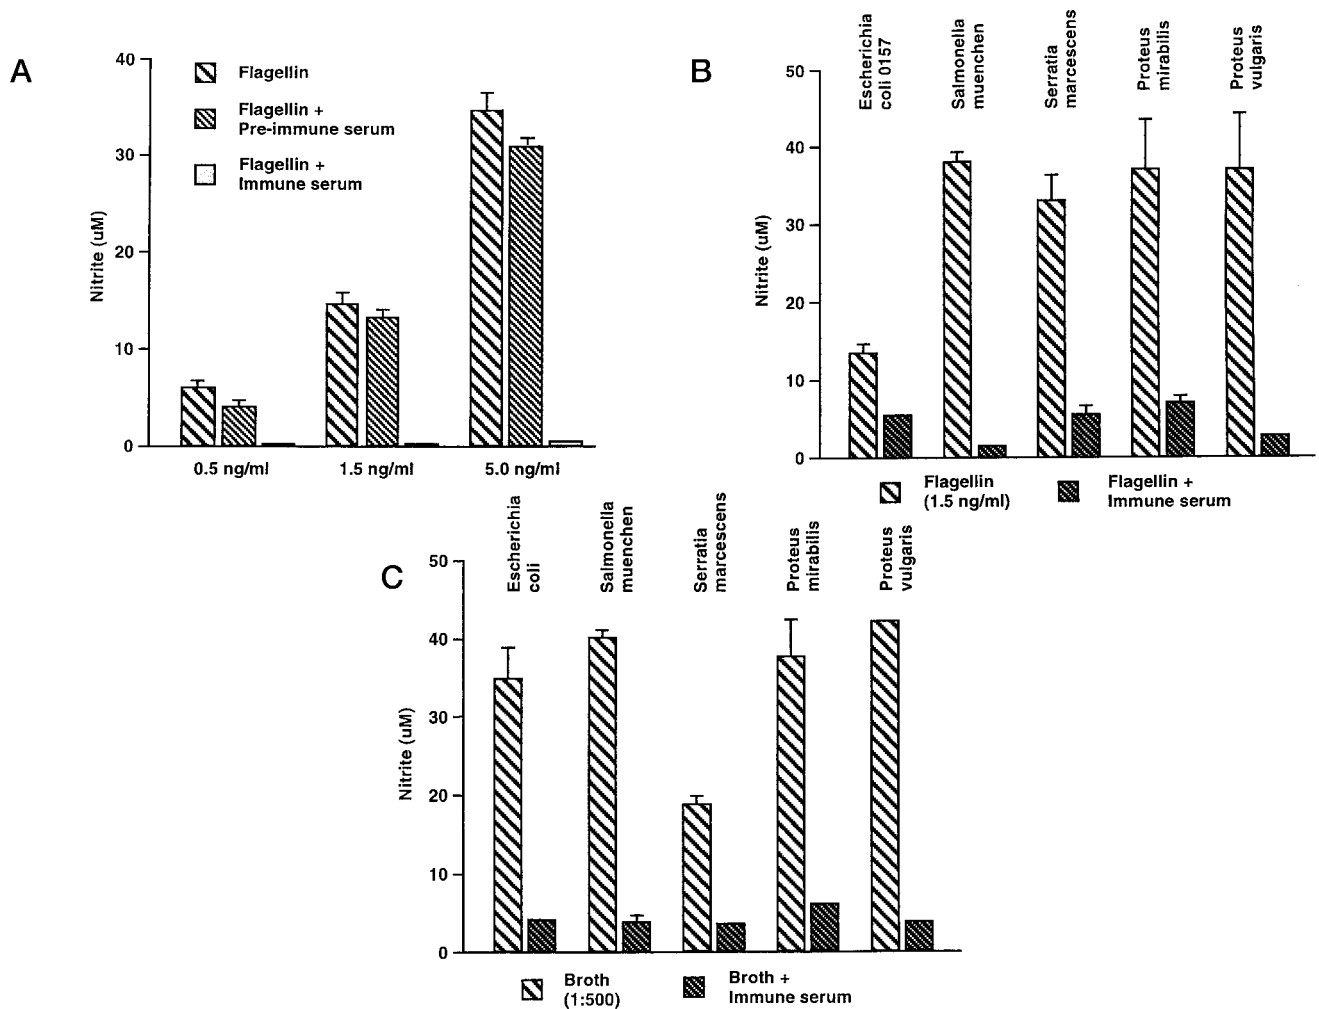 A
40
30
20
10
0
Nitrite (uM)
Flagellin
Flagellin +
Pre-immune serum
Flagellin +
Immune serum
0.5 ng/ml
1.5 ng/ml
5.0 ng/ml
B
Escherichia
coli 0157
Salmonella
muenchen
Serratia
marcescens
Proteus
mirabilis
Proteus
vulgaris
50
40
30
20
10
0
Nitrite (uM)
Flagellin
(1.5 ng/ml)
Flagellin +
Immune serum
C
Escherichia
coli
Salmonella
muenchen
Serratia
marcescens
Proteus
mirabilis
Proteus
vulgaris
50
40
30
20
10
0
Nitrite (uM)
Broth
(1:500)
Broth +
Immune serum